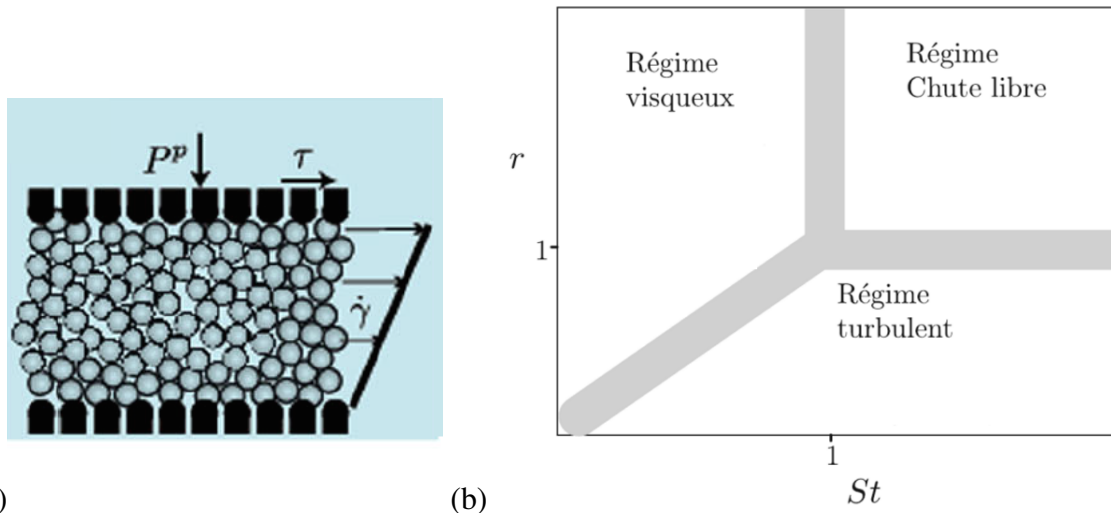 P^p
τ
γ̇
)
(b)
Régime
visqueux
Régime
Chute libre
r
1
Régime
turbulent
1
St